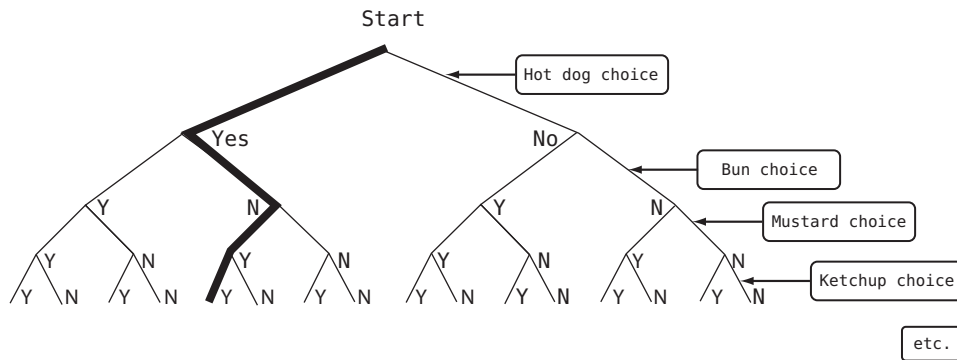 Start
Hot dog choice
Yes No
Bun choice
Y N Y N
Mustard choice
Y N Y N Y N Y N
Ketchup choice
Y N Y N Y N Y N Y N Y N Y N Y N
etc.